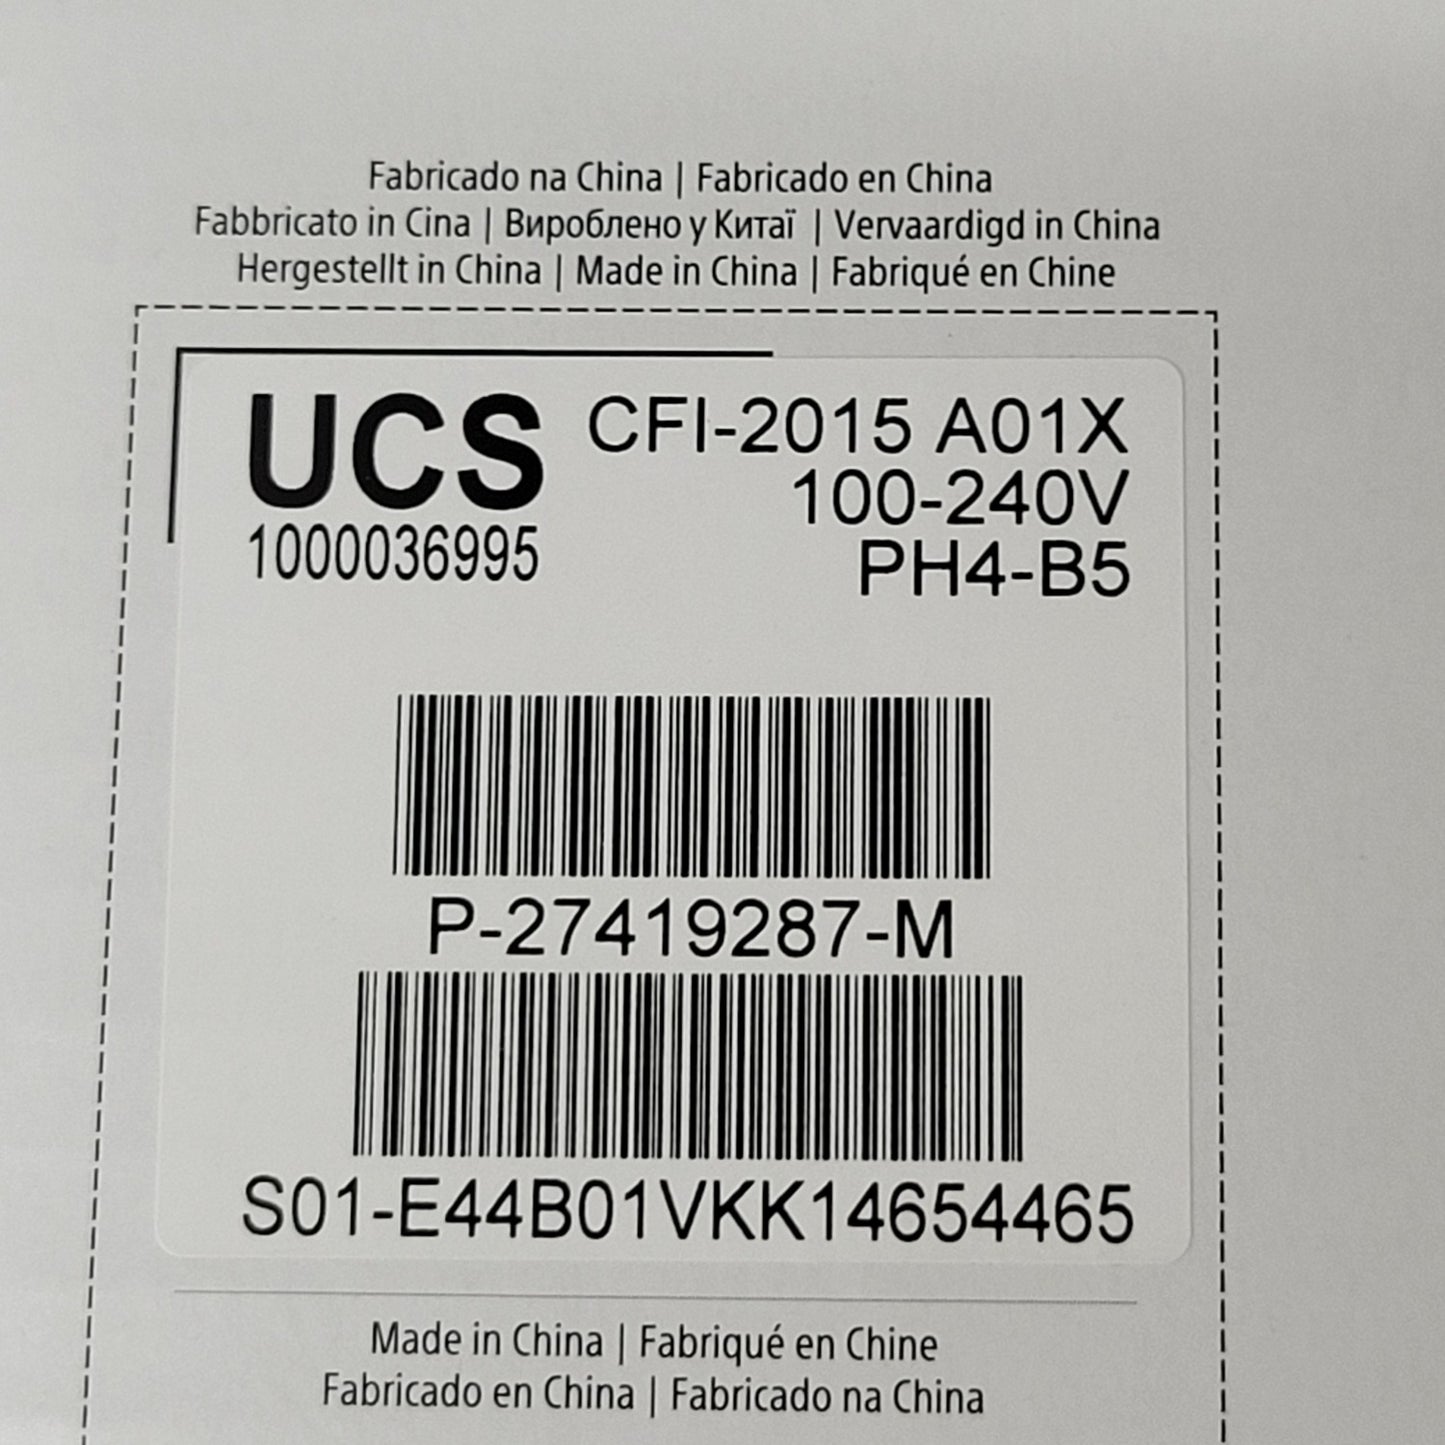 Fabricado na China | Fabricado en China
Fabbricato in Cina | Вироблено у Китаї | Vervaardigd in China
Hergestellt in China | Made in China | Fabriqué en Chine
UCS CFI-2015 A01X
100-240V
1000036995 PH4-B5
P-27419287-M
S01-E44B01VKK14654465
Made in China | Fabriqué en Chine
Fabricado en China | Fabricado na China